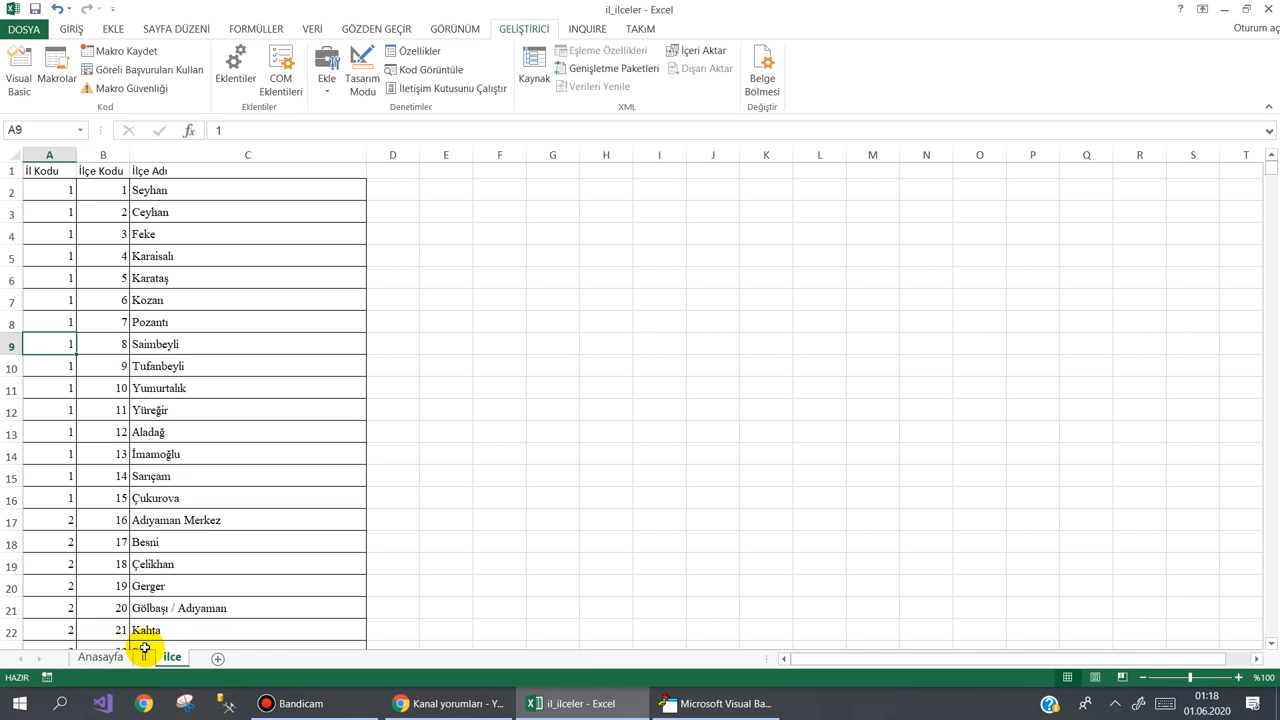 il_ilceler - Excel
DOSYA GİRİŞ EKLE SAYFA DÜZENİ FORMÜLLER VERİ GÖZDEN GEÇİR GÖRÜNÜM GELİŞTİRİCİ INQUIRE TAKıM Oturum aç
Visual Basic
Makrolar
Makro Kaydet
Göreli Başvuruları Kullan
Makro Güvenliği
Kod
Eklentiler
COM Eklentileri
Eklentiler
Ekle
Tasarım Modu
Özellikler
Kod Görüntüle
İletişim Kutusunu Çalıştır
Denetimler
Kaynak
Eşleme Özellikleri
Genişletme Paketleri
Verileri Yenile
İçeri Aktar
Dışarı Aktar
XML
Belge Bölmesi
Değiştir
A9 fx 1
A B C D E F G H I J K L M N O P Q R S T
1 İl Kodu İlçe Kodu İlçe Adı
2 1 1 Seyhan
3 1 2 Ceyhan
4 1 3 Feke
5 1 4 Karaisalı
6 1 5 Karataş
7 1 6 Kozan
8 1 7 Pozantı
9 1 8 Saimbeyli
10 1 9 Tufanbeyli
11 1 10 Yumurtalık
12 1 11 Yüreğir
13 1 12 Aladağ
14 1 13 İmamoğlu
15 1 14 Sarıçam
16 1 15 Çukurova
17 2 16 Adıyaman Merkez
18 2 17 Besni
19 2 18 Çelikhan
20 2 19 Gerger
21 2 20 Gölbaşı / Adıyaman
22 2 21 Kahta
Anasayfa il ilce
HAZIR %100
Bandicam
Kanal yorumları - Y...
il_ilceler - Excel
Microsoft Visual Ba...
01:18
01.06.2020